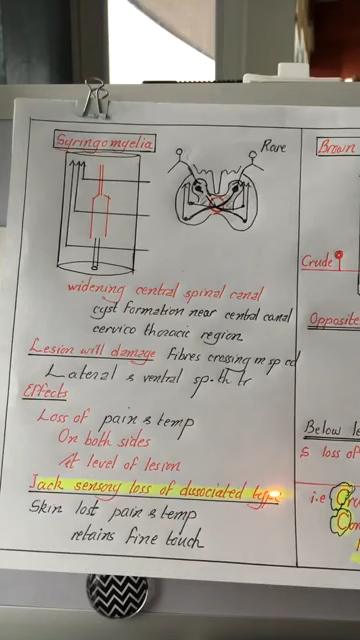 Syringomyelia
Rare
widening central spinal canal
cyst formation near central canal
cervico thoracic region
Lesion will damage Fibres crossing in sp cd
Lateral & ventral sp-th tr
Effects
Loss of pain & temp
On both sides
At level of lesion
Jack sensory loss of dissociated type
Skin lost pain & temp
retains fine touch
Brown
Crude
Opposite
Below le
s loss of
i.e Cru
Con